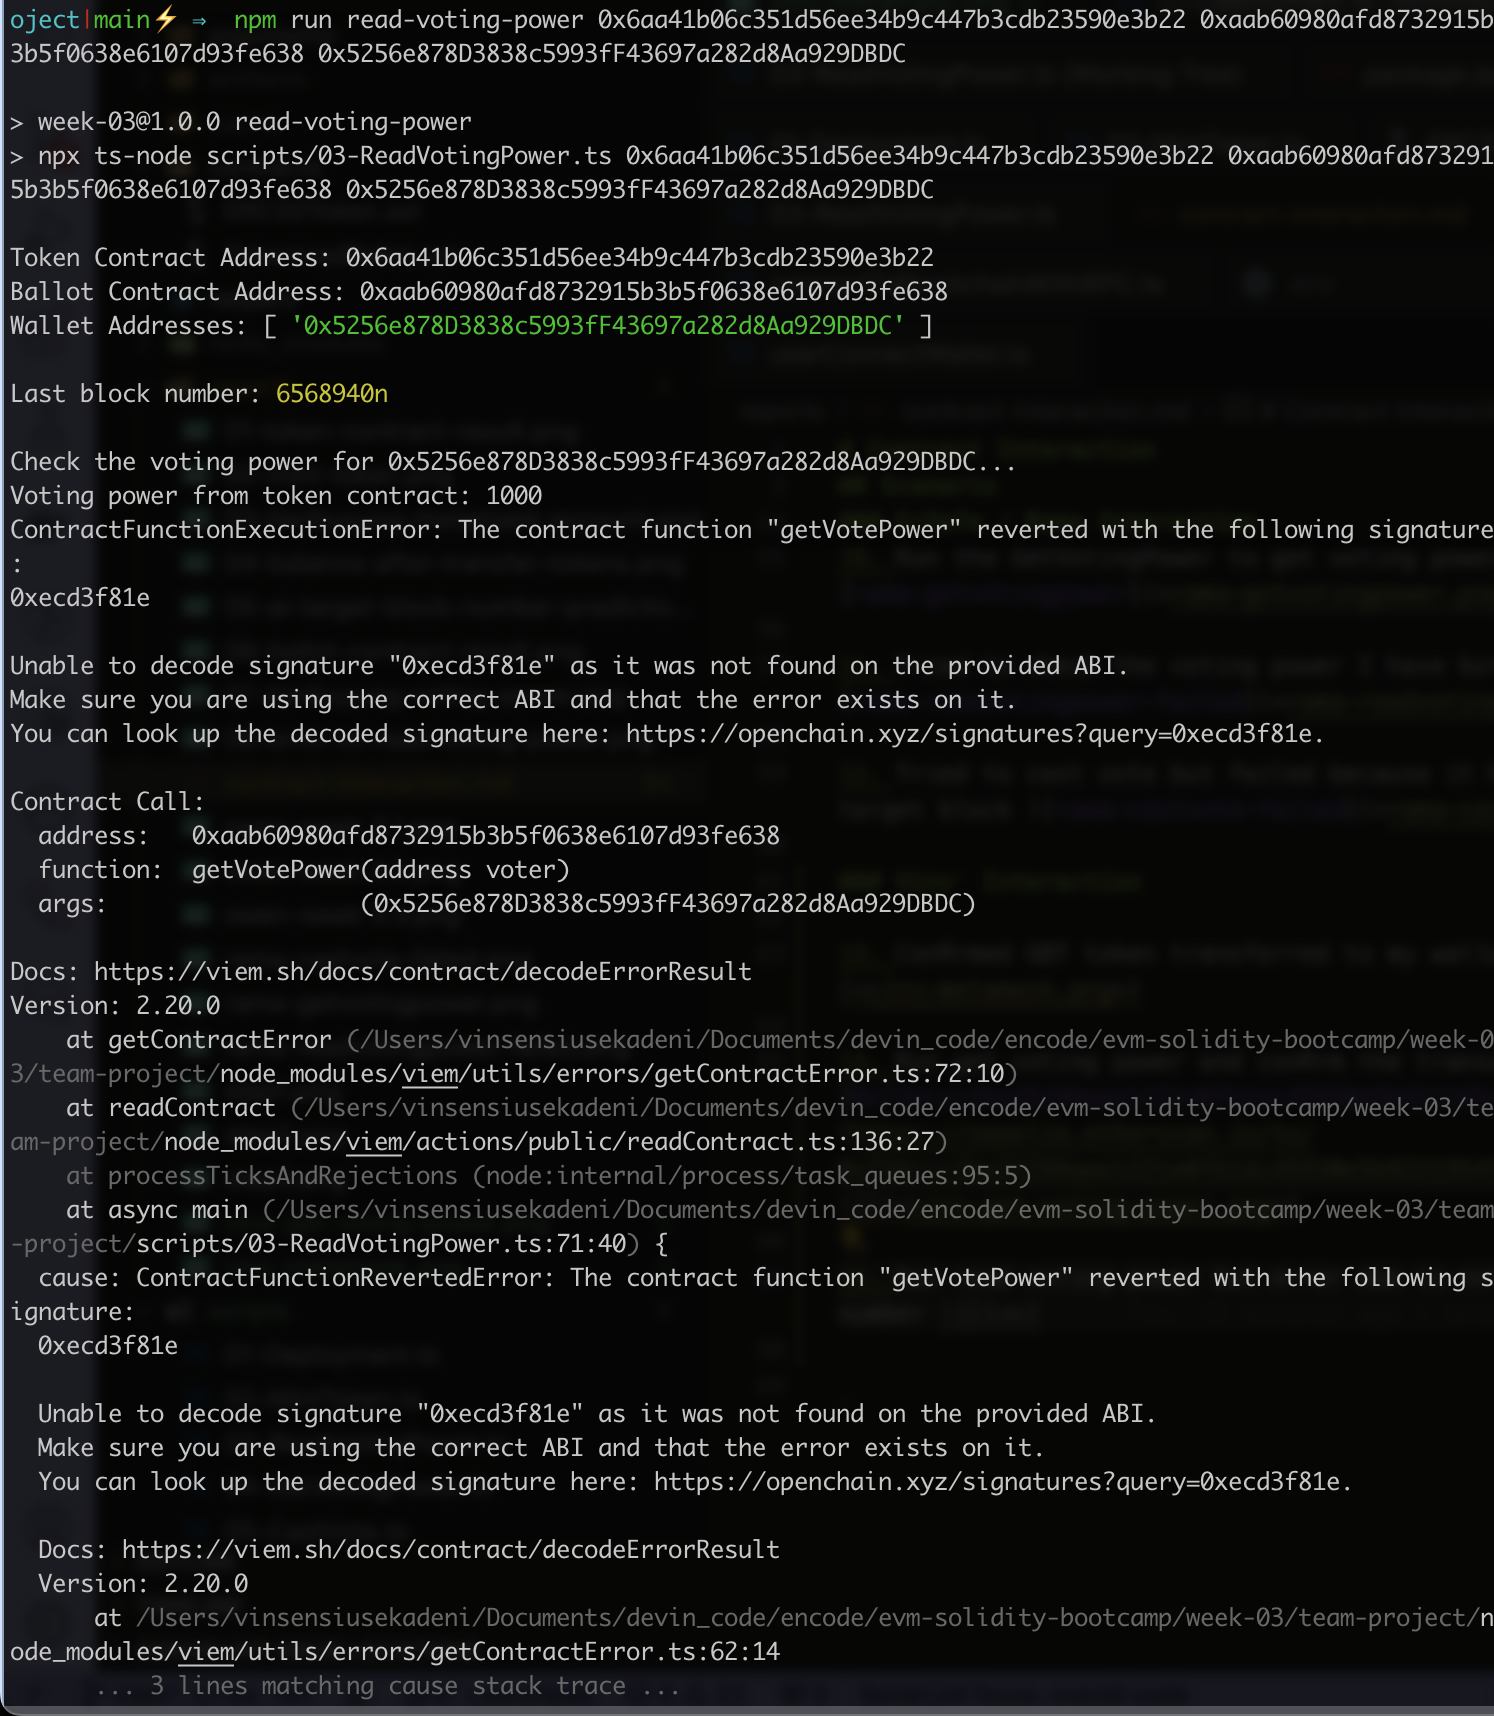 oject|main⚡ ⇒  npm run read-voting-power 0x6aa41b06c351d56ee34b9c447b3cdb23590e3b22 0xaab60980afd8732915b
3b5f0638e6107d93fe638 0x5256e878D3838c5993fF43697a282d8Aa929DBDC
> week-03@1.0.0 read-voting-power
> npx ts-node scripts/03-ReadVotingPower.ts 0x6aa41b06c351d56ee34b9c447b3cdb23590e3b22 0xaab60980afd873291
5b3b5f0638e6107d93fe638 0x5256e878D3838c5993fF43697a282d8Aa929DBDC
Token Contract Address: 0x6aa41b06c351d56ee34b9c447b3cdb23590e3b22
Ballot Contract Address: 0xaab60980afd8732915b3b5f0638e6107d93fe638
Wallet Addresses: [ '0x5256e878D3838c5993fF43697a282d8Aa929DBDC' ]
Last block number: 6568940n
Check the voting power for 0x5256e878D3838c5993fF43697a282d8Aa929DBDC...
Voting power from token contract: 1000
ContractFunctionExecutionError: The contract function "getVotePower" reverted with the following signature
:
0xecd3f81e
Unable to decode signature "0xecd3f81e" as it was not found on the provided ABI.
Make sure you are using the correct ABI and that the error exists on it.
You can look up the decoded signature here: https://openchain.xyz/signatures?query=0xecd3f81e.
Contract Call:
  address:   0xaab60980afd8732915b3b5f0638e6107d93fe638
  function:  getVotePower(address voter)
  args:                  (0x5256e878D3838c5993fF43697a282d8Aa929DBDC)
Docs: https://viem.sh/docs/contract/decodeErrorResult
Version: 2.20.0
    at getContractError (/Users/vinsensiusekadeni/Documents/devin_code/encode/evm-solidity-bootcamp/week-0
3/team-project/node_modules/viem/utils/errors/getContractError.ts:72:10)
    at readContract (/Users/vinsensiusekadeni/Documents/devin_code/encode/evm-solidity-bootcamp/week-03/te
am-project/node_modules/viem/actions/public/readContract.ts:136:27)
    at processTicksAndRejections (node:internal/process/task_queues:95:5)
    at async main (/Users/vinsensiusekadeni/Documents/devin_code/encode/evm-solidity-bootcamp/week-03/team
-project/scripts/03-ReadVotingPower.ts:71:40) {
  cause: ContractFunctionRevertedError: The contract function "getVotePower" reverted with the following s
ignature:
  0xecd3f81e
  Unable to decode signature "0xecd3f81e" as it was not found on the provided ABI.
  Make sure you are using the correct ABI and that the error exists on it.
  You can look up the decoded signature here: https://openchain.xyz/signatures?query=0xecd3f81e.
  Docs: https://viem.sh/docs/contract/decodeErrorResult
  Version: 2.20.0
      at /Users/vinsensiusekadeni/Documents/devin_code/encode/evm-solidity-bootcamp/week-03/team-project/n
ode_modules/viem/utils/errors/getContractError.ts:62:14
      ... 3 lines matching cause stack trace ...